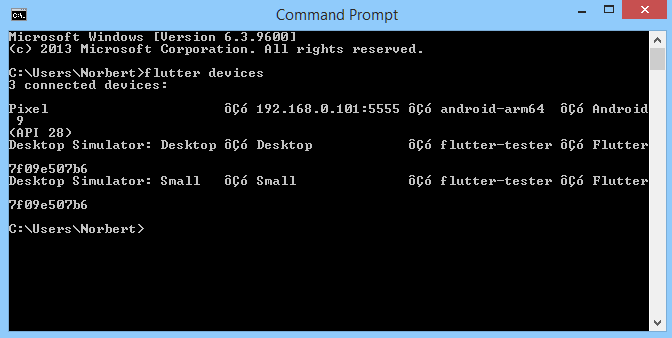 Command Prompt
Microsoft Windows [Version 6.3.9600]
(c) 2013 Microsoft Corporation. All rights reserved.
C:\Users\Norbert>flutter devices
3 connected devices:
Pixel ôÇó 192.168.0.101:5555 ôÇó android-arm64 ôÇó Android
9
(API 28)
Desktop Simulator: Desktop ôÇó Desktop ôÇó flutter-tester ôÇó Flutter
7f09e507b6
Desktop Simulator: Small ôÇó Small ôÇó flutter-tester ôÇó Flutter
7f09e507b6
C:\Users\Norbert>